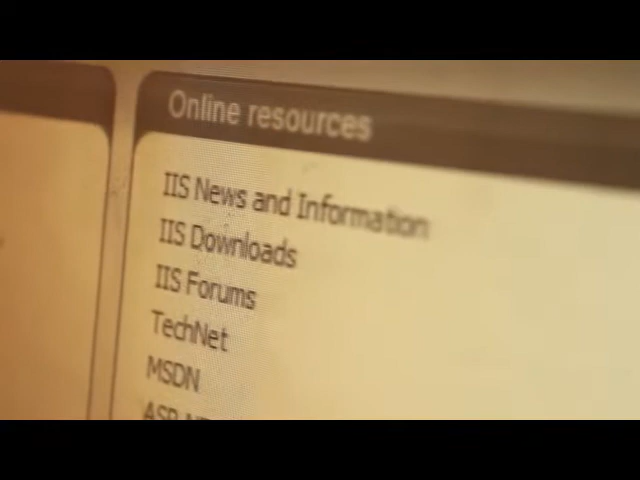 Online resources
IIS News and Information
IIS Downloads
IIS Forums
TechNet
MSDN